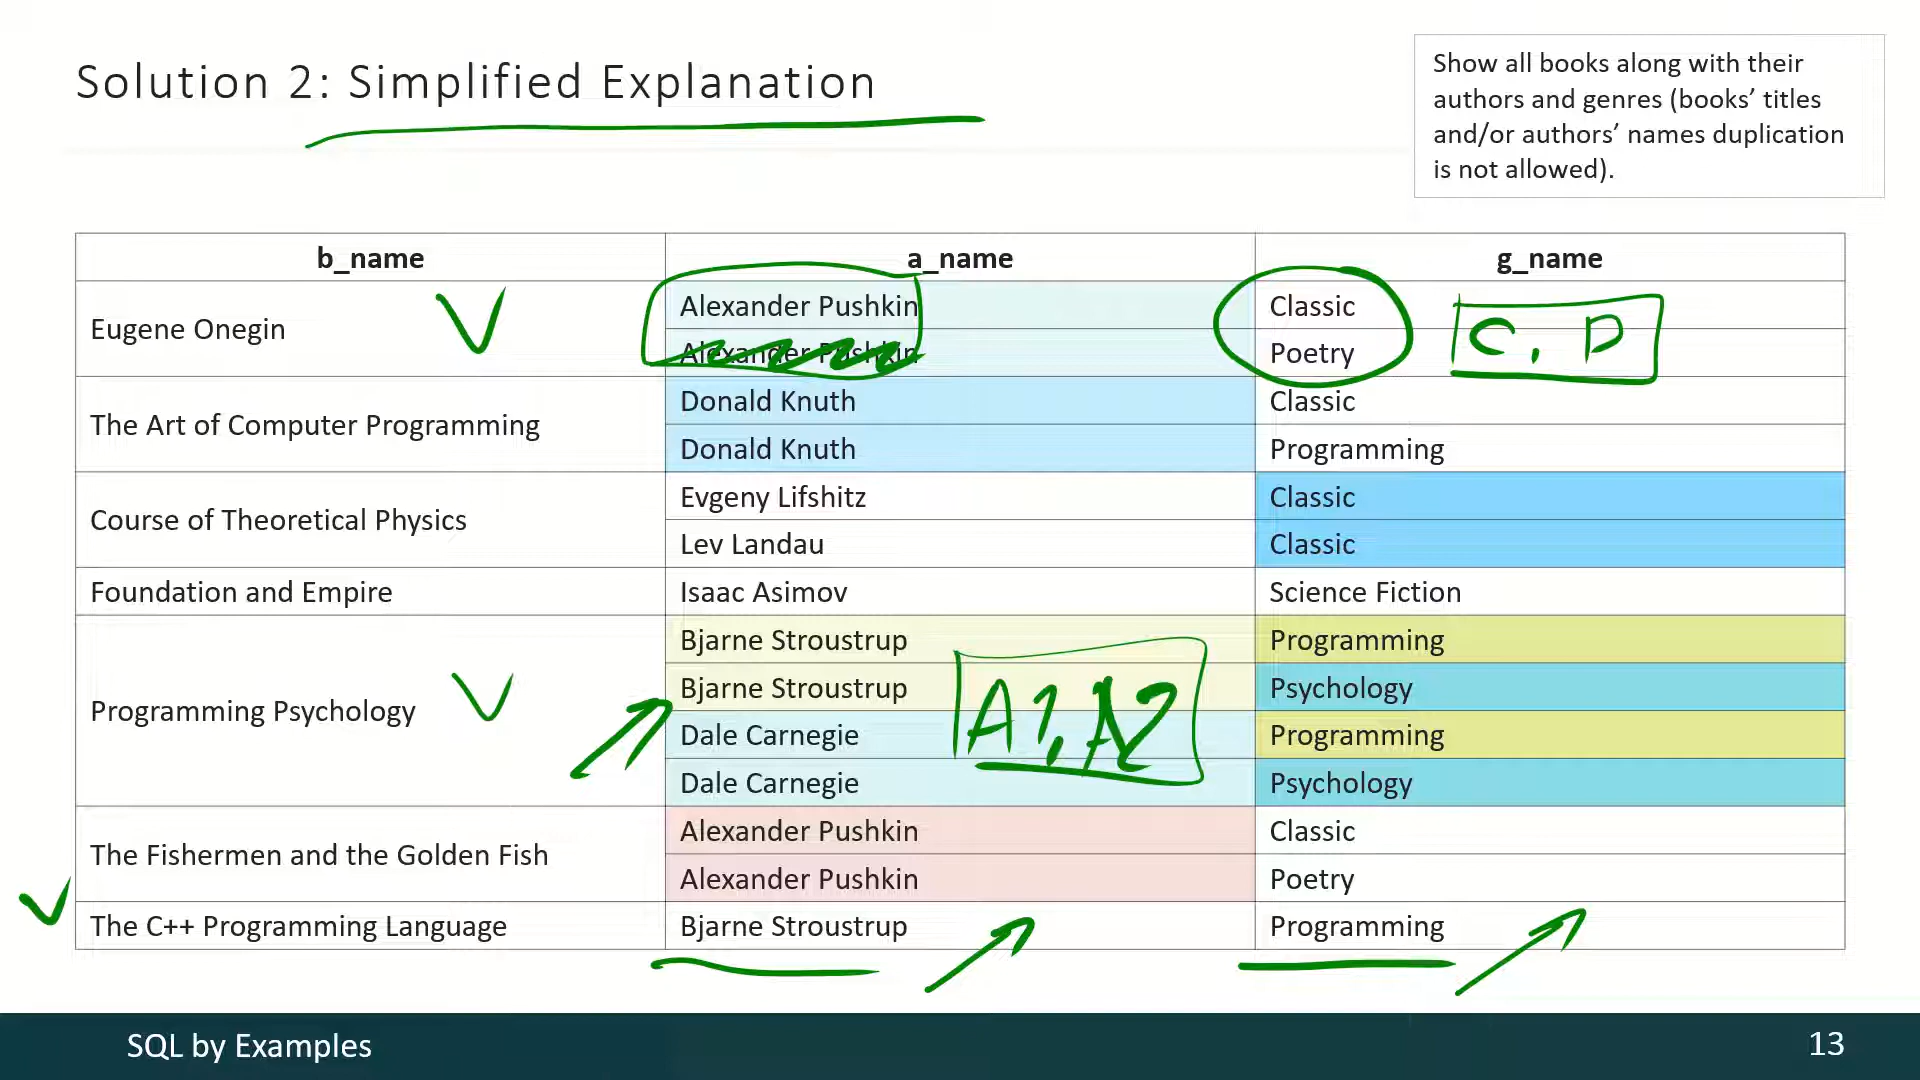 Solution 2: Simplified Explanation
Show all books along with their
authors and genres (books’ titles
and/or authors’ names duplication
is not allowed).
b_name a_name g_name
Eugene Onegin
Alexander Pushkin Classic
Alexander Pushkin Poetry
C, P
The Art of Computer Programming
Donald Knuth Classic
Donald Knuth Programming
Course of Theoretical Physics
Evgeny Lifshitz Classic
Lev Landau Classic
Foundation and Empire Isaac Asimov Science Fiction
Programming Psychology
Bjarne Stroustrup Programming
Bjarne Stroustrup Psychology
Dale Carnegie Programming
Dale Carnegie Psychology
A1, A2
The Fishermen and the Golden Fish
Alexander Pushkin Classic
Alexander Pushkin Poetry
The C++ Programming Language Bjarne Stroustrup Programming
SQL by Examples
13